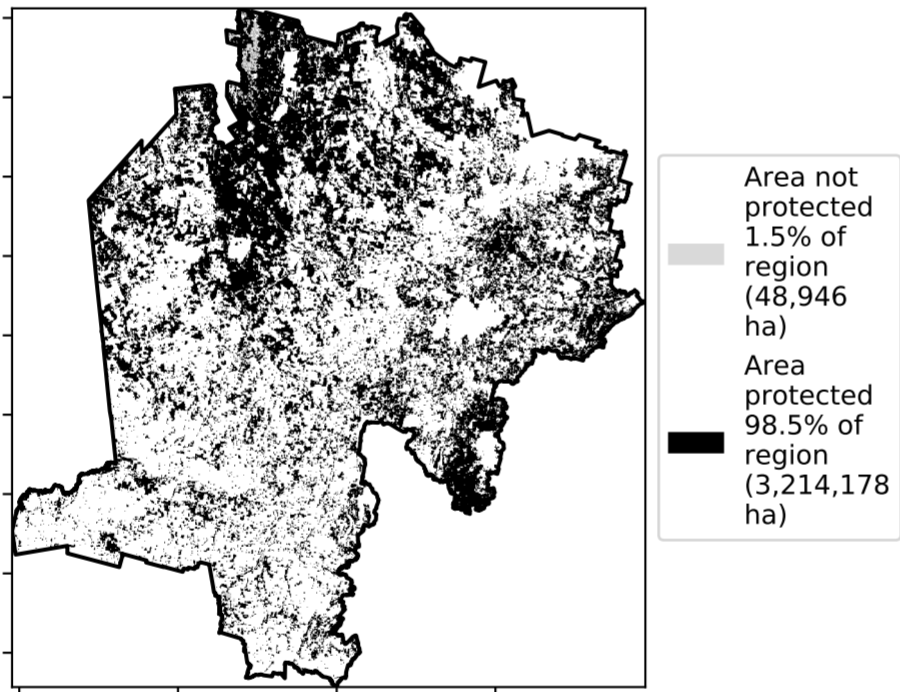 Area not
protected
1.5% of
region
(48,946
ha)
Area
protected
98.5% of
region
(3,214,178
ha)